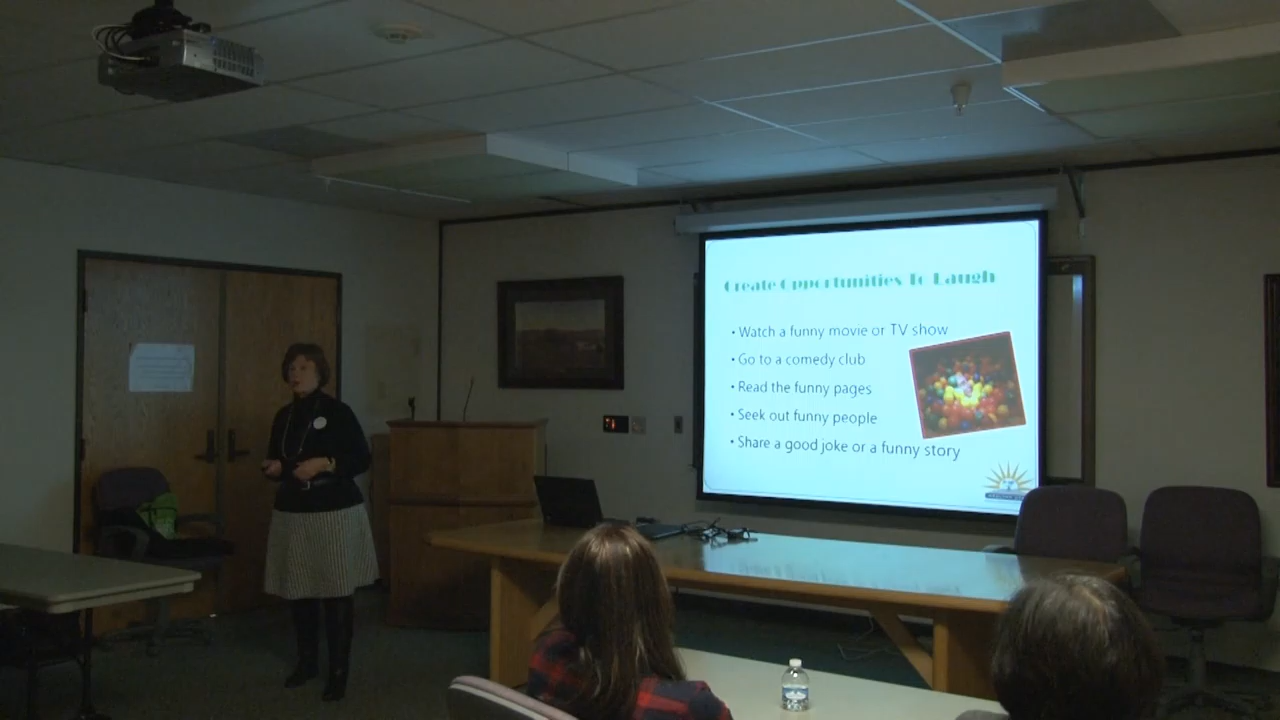 Create Opportunities To Laugh
• Watch a funny movie or TV show
• Go to a comedy club
• Read the funny pages
• Seek out funny people
• Share a good joke or a funny story